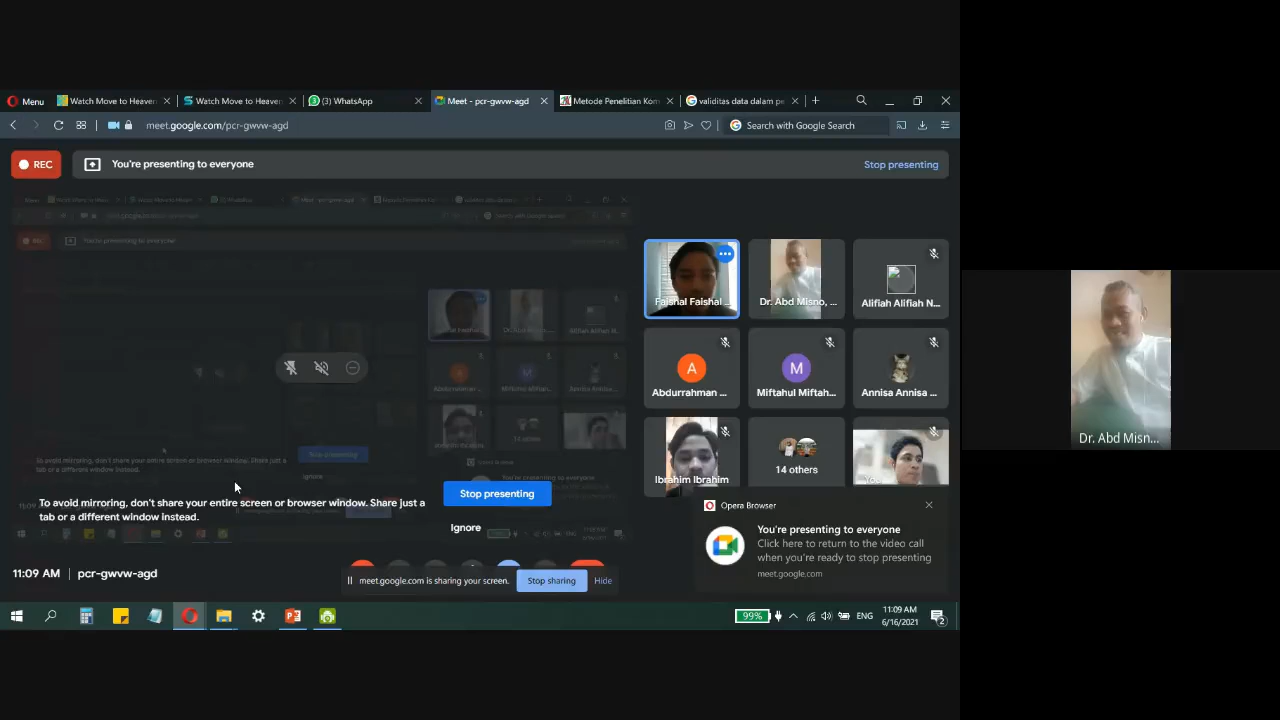 Menu
Watch Move to Heaven
Watch Move to Heaven
(3) WhatsApp
Meet - pcr-gwvw-agd
Metode Penelitian Kom
validitas data dalam pe
meet.google.com/pcr-gwvw-agd
Search with Google Search
REC
You're presenting to everyone
Stop presenting
Faishal Faishal ...
Dr. Abd Misno, ...
Alifiah Alifiah N...
Abdurrahman ...
Miftahul Miftah...
Annisa Annisa ...
Ibrahim Ibrahim
14 others
You
To avoid mirroring, don't share your entire screen or browser window. Share just a
tab or a different window instead.
Stop presenting
Ignore
Opera Browser
You're presenting to everyone
Click here to return to the video call
when you're ready to stop presenting
meet.google.com
11:09 AM | pcr-gwvw-agd
meet.google.com is sharing your screen.
Stop sharing
Hide
99%
ENG
11:09 AM
6/16/2021
2
Dr. Abd Misn...